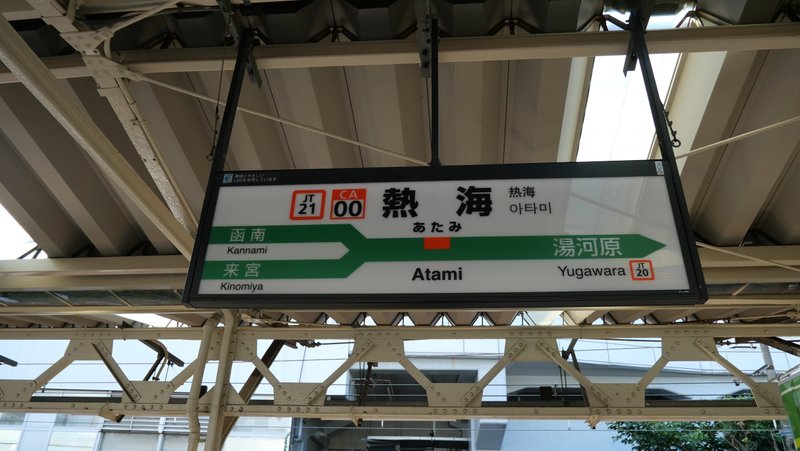 JT
21
CA
00
熱海
热海
아타미
あたみ
函南
Kannami
来宮
Kinomiya
Atami
湯河原
Yugawara
JT
20